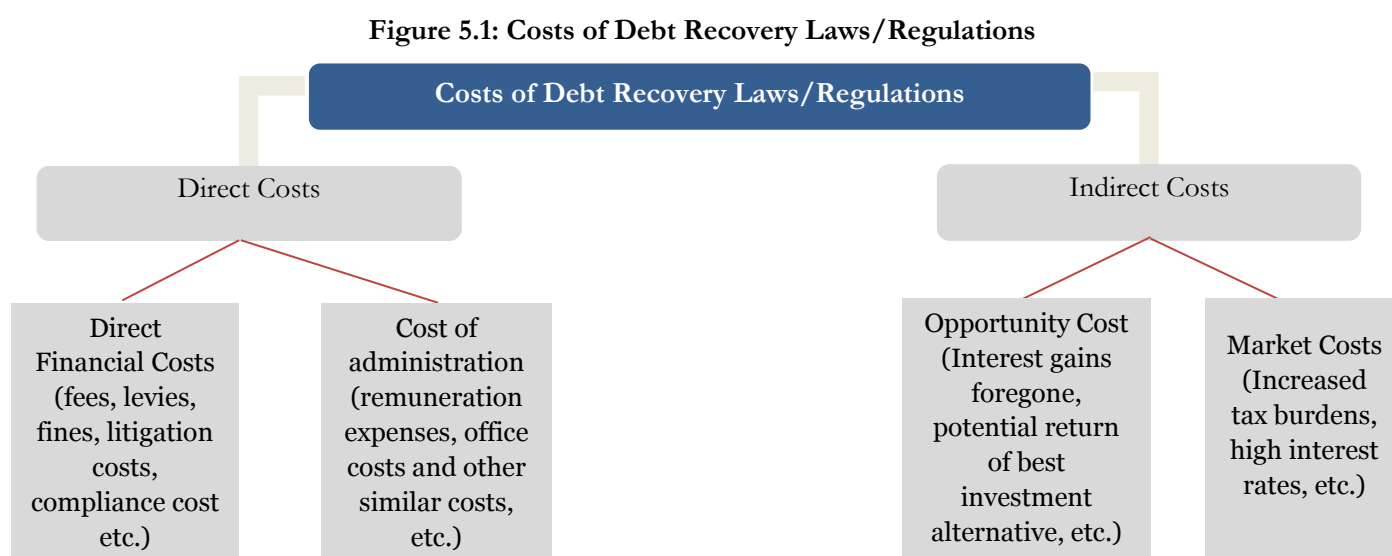 Figure 5.1: Costs of Debt Recovery Laws/Regulations
Costs of Debt Recovery Laws/Regulations
Direct Costs
Indirect Costs
Direct
Financial Costs
(fees, levies,
fines, litigation
costs,
compliance cost
etc.)
Cost of
administration
(remuneration
expenses, office
costs and other
similar costs,
etc.)
Opportunity Cost
(Interest gains
foregone,
potential return
of best
investment
alternative, etc.)
Market Costs
(Increased
tax burdens,
high interest
rates, etc.)